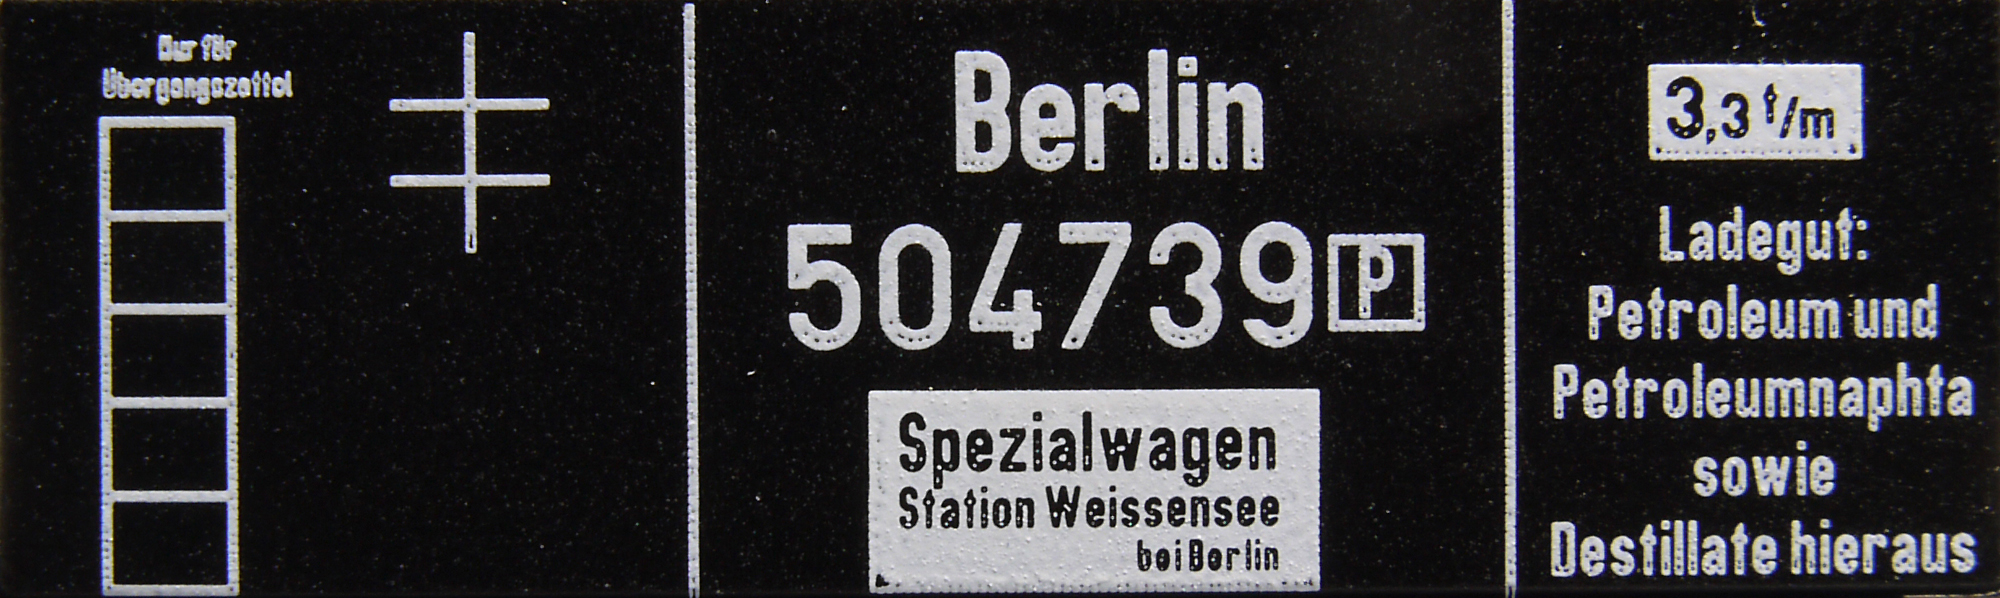 Nur für
Übergangszettel
Berlin
504739 P
Spezialwagen
Station Weissensee
bei Berlin
3,3 t/m
Ladegut:
Petroleum und
Petroleumnaphta
sowie
Destillate hieraus